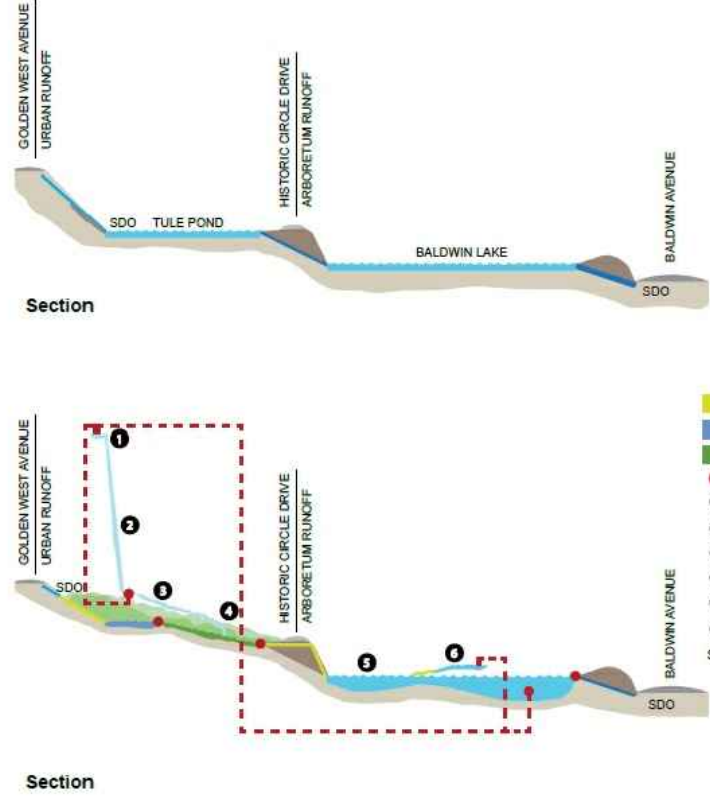 GOLDEN WEST AVENUE
URBAN RUNOFF
HISTORIC CIRCLE DRIVE
ARBORETUM RUNOFF
BALDWIN AVENUE
SDO TULE POND
BALDWIN LAKE
SDO
Section
GOLDEN WEST AVENUE
URBAN RUNOFF
1
2
HISTORIC CIRCLE DRIVE
ARBORETUM RUNOFF
BALDWIN AVENUE
SDO
3
4
5
6
SDO
Section